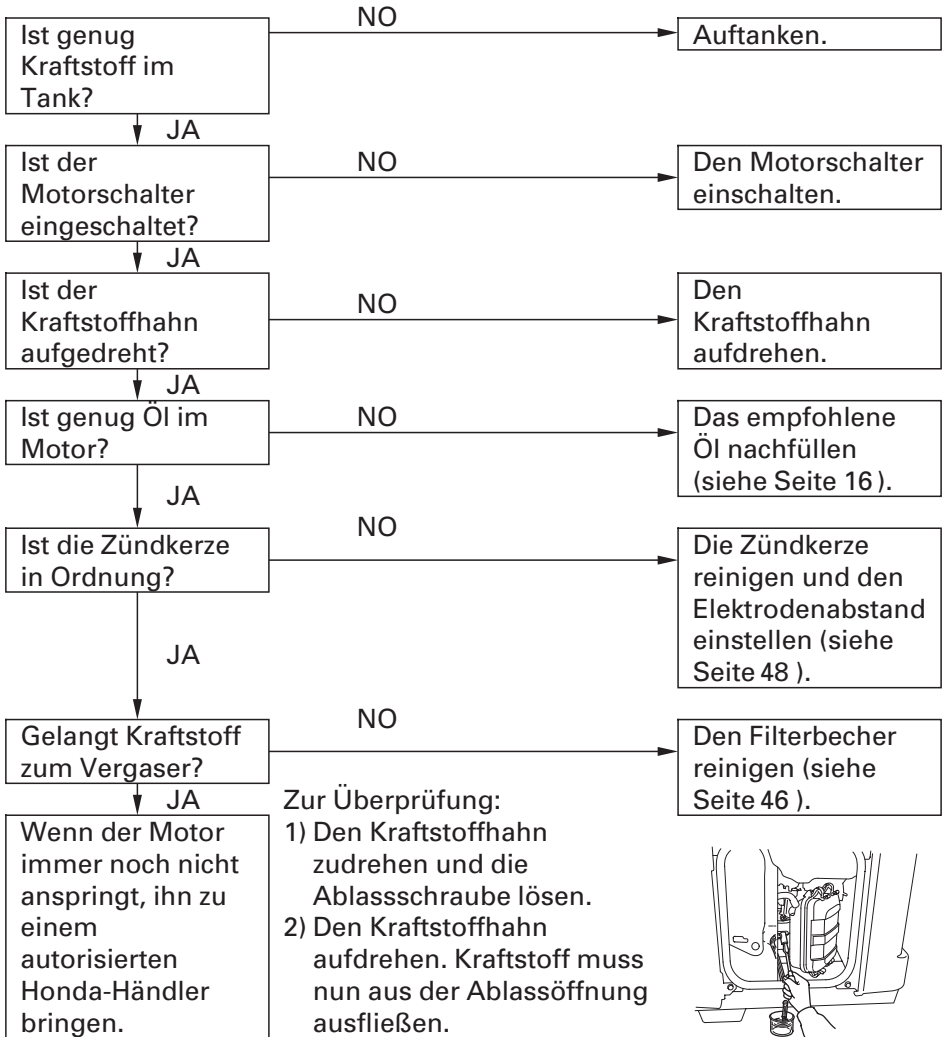 Ist genug
Kraftstoff im
Tank?
NO
Auftanken.
JA
Ist der
Motorschalter
eingeschaltet?
NO
Den Motorschalter
einschalten.
JA
Ist der
Kraftstoffhahn
aufgedreht?
NO
Den
Kraftstoffhahn
aufdrehen.
JA
Ist genug Öl im
Motor?
NO
Das empfohlene
Öl nachfüllen
(siehe Seite 16 ).
JA
Ist die Zündkerze
in Ordnung?
NO
Die Zündkerze
reinigen und den
Elektrodenabstand
einstellen (siehe
Seite 48 ).
JA
Gelangt Kraftstoff
zum Vergaser?
NO
Den Filterbecher
reinigen (siehe
Seite 46 ).
JA
Wenn der Motor
immer noch nicht
anspringt, ihn zu
einem
autorisierten
Honda-Händler
bringen.
Zur Überprüfung:
1) Den Kraftstoffhahn
zudrehen und die
Ablassschraube lösen.
2) Den Kraftstoffhahn
aufdrehen. Kraftstoff muss
nun aus der Ablassöffnung
ausfließen.